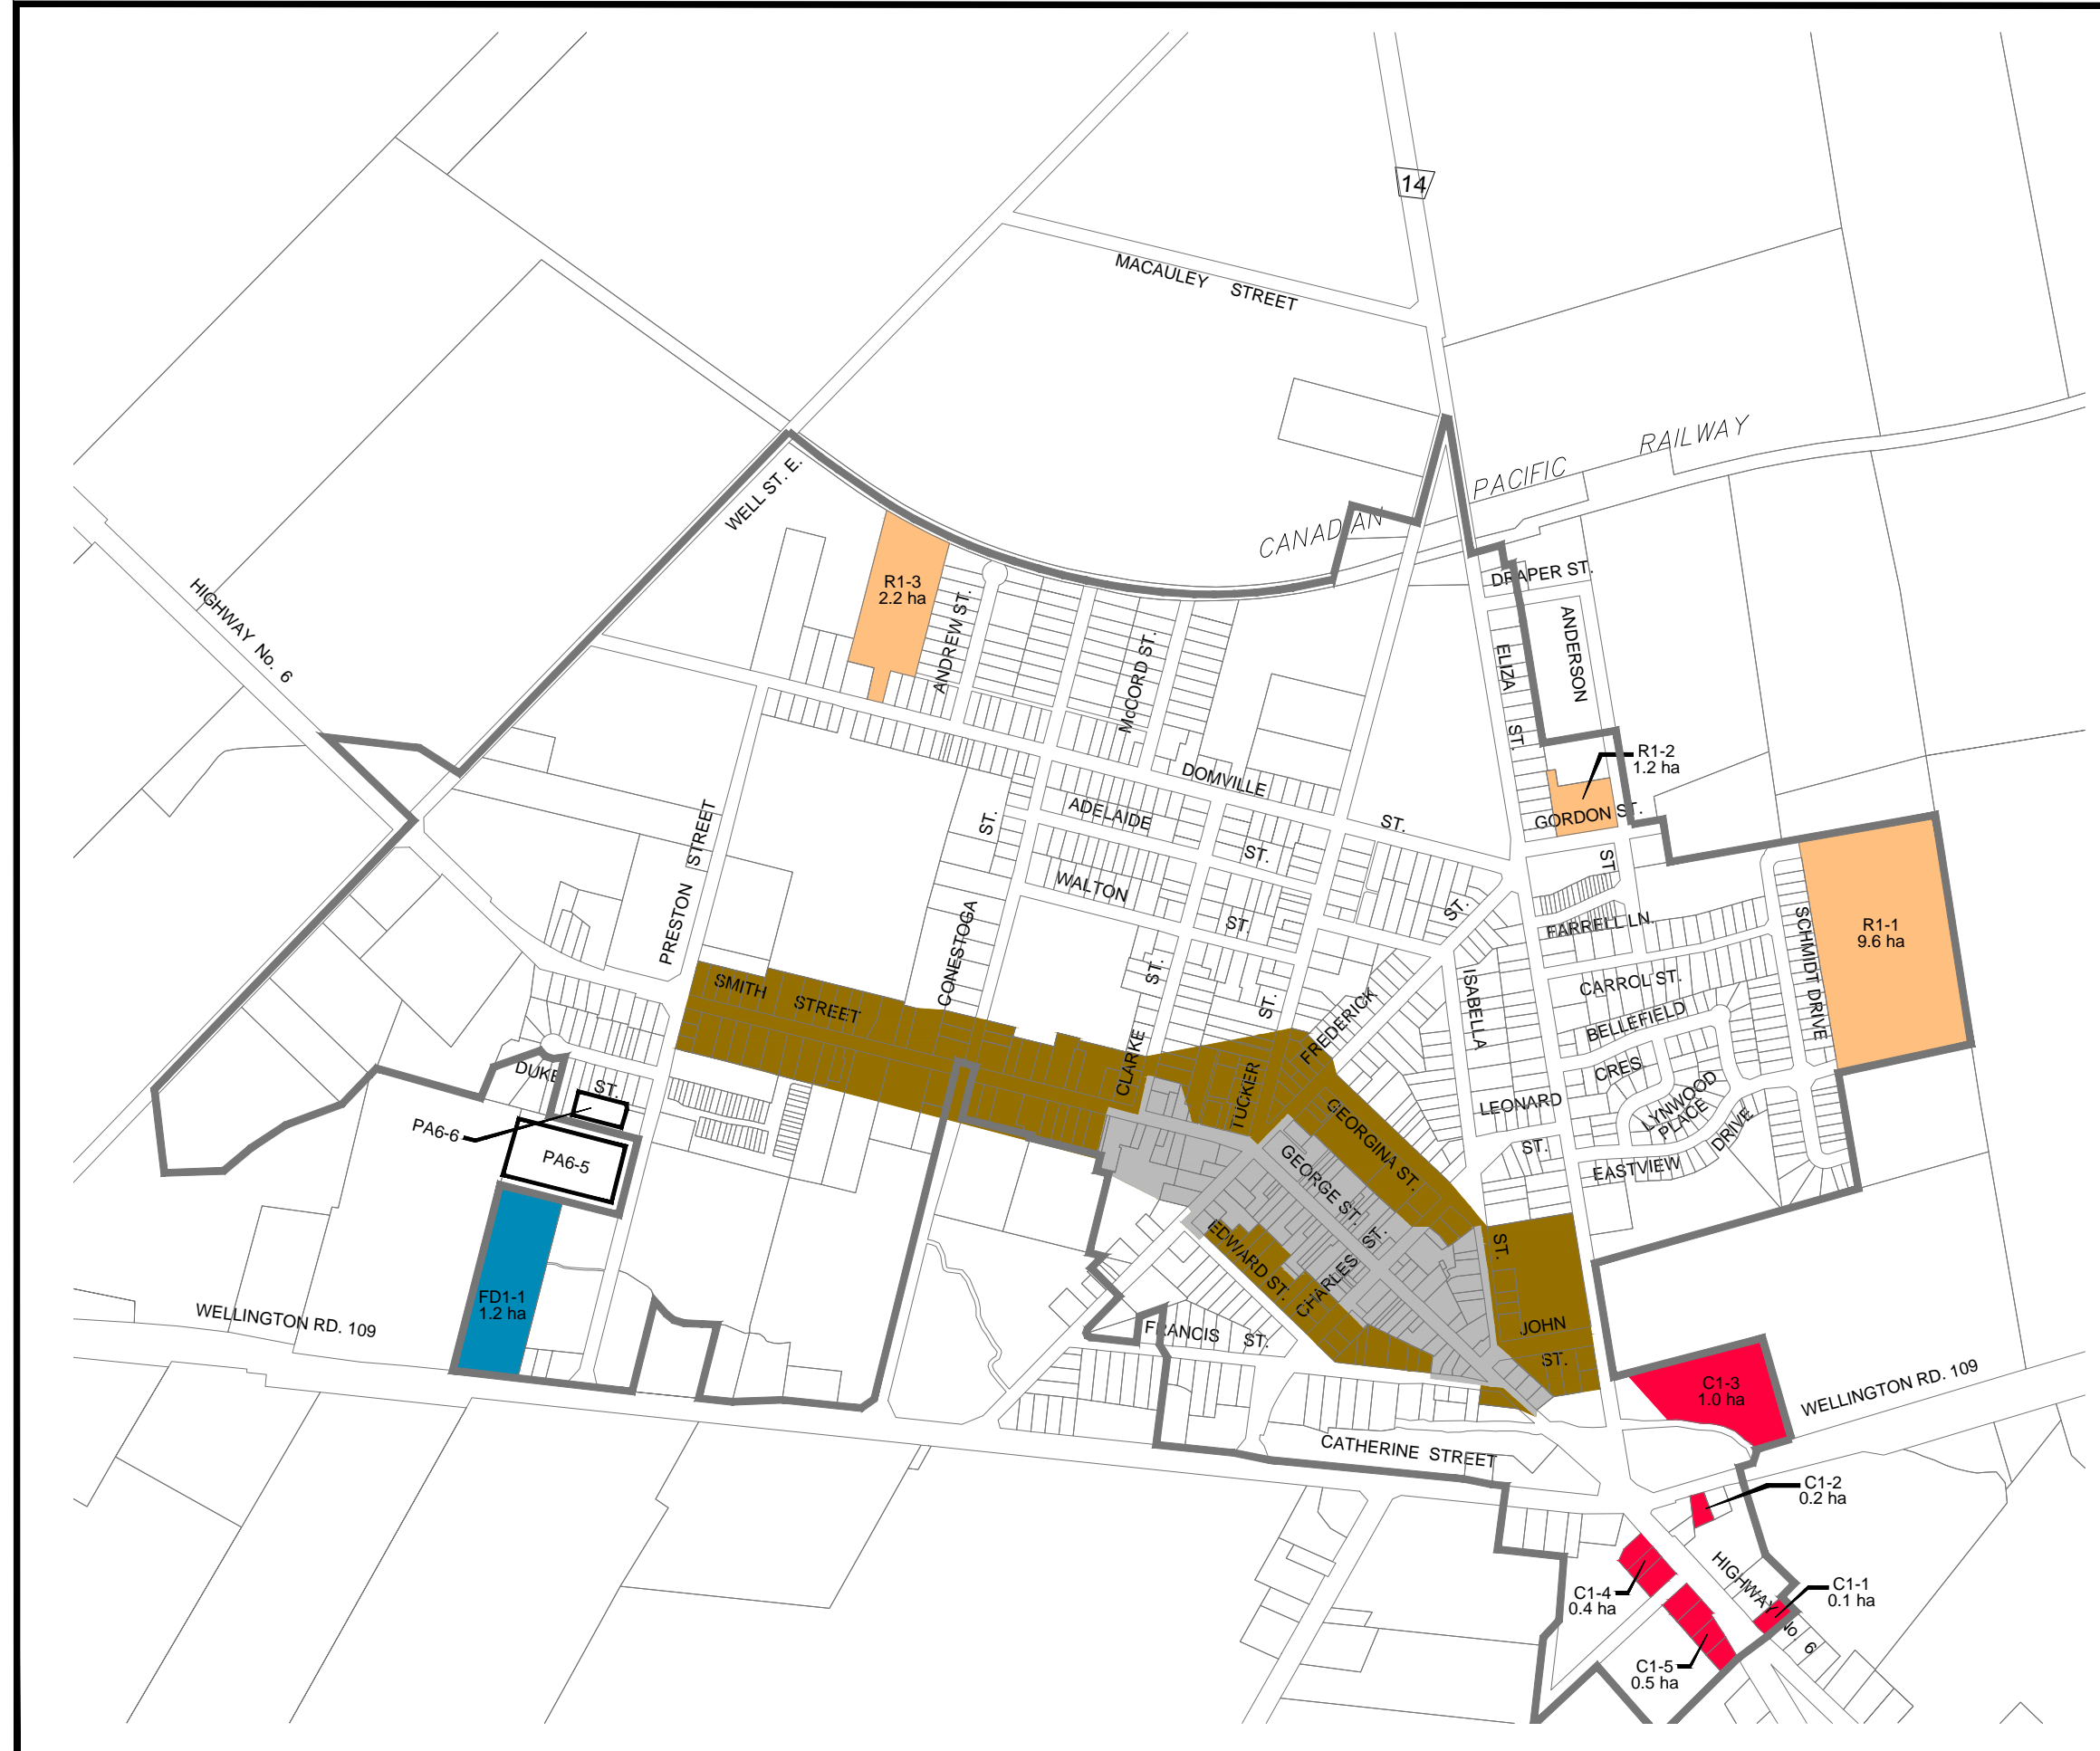 14
MACAULEY STREET
CANADIAN PACIFIC RAILWAY
WELL ST. E.
HIGHWAY No. 6
R1-3
2.2 ha
ANDREW ST.
McCORD ST.
DRAPER ST.
ANDERSON
ST
ELIZA ST.
R1-2
1.2 ha
GORDON ST.
DOMVILLE ST.
ADELAIDE ST.
WALTON ST.
PRESTON STREET
CONESTOGA ST.
CLARKE ST.
TUCKER ST.
FREDERICK ST.
ISABELLA ST.
FARRELL LN.
CARROL ST.
SCHMIDT DRIVE
R1-1
9.6 ha
BELLEFIELD CRES
LYNWOOD
PLACE
LEONARD ST.
EASTVIEW DRIVE
SMITH STREET
DUKE ST.
PA6-6
PA6-5
GEORGINA ST.
GEORGE ST.
EDWARD ST.
CHARLES ST.
JOHN ST.
FRANCIS ST.
FD1-1
1.2 ha
WELLINGTON RD. 109
CATHERINE STREET
C1-3
1.0 ha
WELLINGTON RD. 109
C1-2
0.2 ha
HIGHWAY No 6
C1-1
0.1 ha
C1-4
0.4 ha
C1-5
0.5 ha